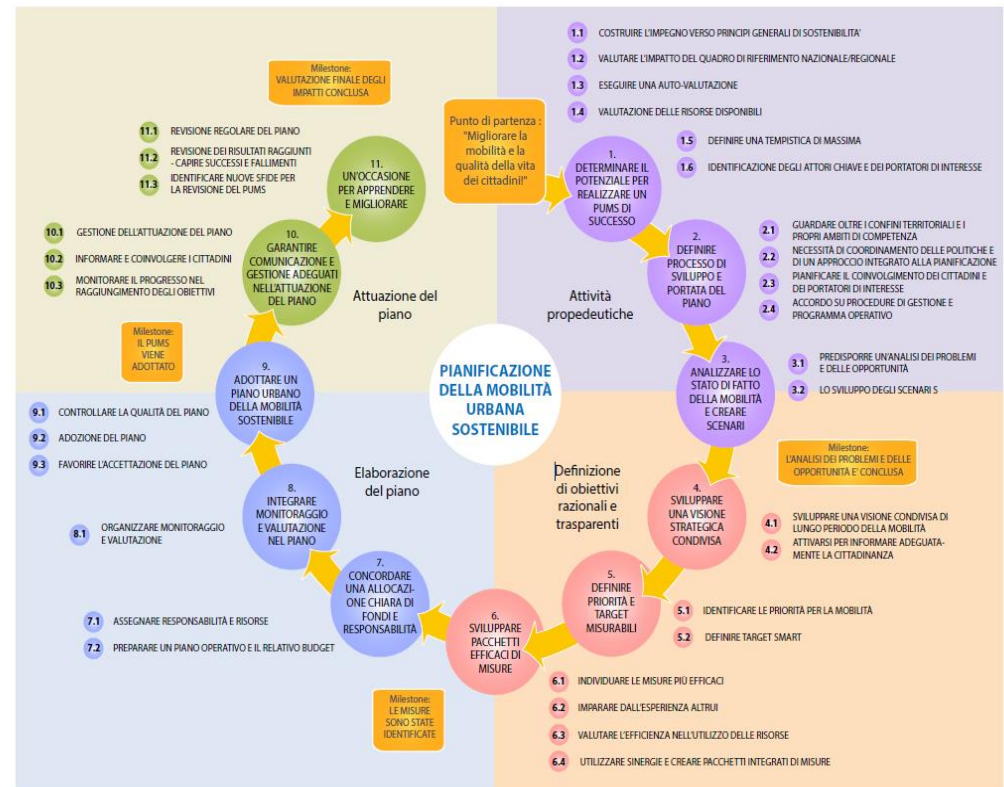 PIANIFICAZIONE
DELLA MOBILITÀ
URBANA
SOSTENIBILE
Punto di partenza :
"Migliorare la
mobilità e la
qualità della vita
dei cittadini!"
Attività
propedeutiche
1.
DETERMINARE IL
POTENZIALE PER
REALIZZARE UN
PUMS DI
SUCCESSO
1.1 COSTRUIRE L'IMPEGNO VERSO PRINCIPI GENERALI DI SOSTENIBILITA'
1.2 VALUTARE L'IMPATTO DEL QUADRO DI RIFERIMENTO NAZIONALE/REGIONALE
1.3 ESEGUIRE UNA AUTO-VALUTAZIONE
1.4 VALUTAZIONE DELLE RISORSE DISPONIBILI
1.5 DEFINIRE UNA TEMPISTICA DI MASSIMA
1.6 IDENTIFICAZIONE DEGLI ATTORI CHIAVE E DEI PORTATORI DI INTERESSE
2.
DEFINIRE
PROCESSO DI
SVILUPPO E
PORTATA DEL
PIANO
2.1 GUARDARE OLTRE I CONFINI TERRITORIALI E I
PROPRI AMBITI DI COMPETENZA
2.2 NECESSITÀ DI COORDINAMENTO DELLE POLITICHE E
DI UN APPROCCIO INTEGRATO ALLA PIANIFICAZIONE
2.3 PIANIFICARE IL COINVOLGIMENTO DEI CITTADINI E
DEI PORTATORI DI INTERESSE
2.4 ACCORDO SU PROCEDURE DI GESTIONE E
PROGRAMMA OPERATIVO
3.
ANALIZZARE LO
STATO DI FATTO
DELLA MOBILITÀ
E CREARE
SCENARI
3.1 PREDISPORRE UN'ANALISI DEI PROBLEMI
E DELLE OPPORTUNITÀ
3.2 LO SVILUPPO DEGLI SCENARI S
Milestone:
L'ANALISI DEI PROBLEMI E DELLE
OPPORTUNITÀ E' CONCLUSA
Definizione
di obiettivi
razionali e
trasparenti
4.
SVILUPPARE
UNA VISIONE
STRATEGICA
CONDIVISA
4.1 SVILUPPARE UNA VISIONE CONDIVISA DI
LUNGO PERIODO DELLA MOBILITÀ
4.2 ATTIVARSI PER INFORMARE ADEGUATA-
MENTE LA CITTADINANZA
5.
DEFINIRE
PRIORITÀ E
TARGET
MISURABILI
5.1 IDENTIFICARE LE PRIORITÀ PER LA MOBILITÀ
5.2 DEFINIRE TARGET SMART
6.
SVILUPPARE
PACCHETTI
EFFICACI DI
MISURE
6.1 INDIVIDUARE LE MISURE PIÙ EFFICACI
6.2 IMPARARE DALL'ESPERIENZA ALTRUI
6.3 VALUTARE L'EFFICIENZA NELL'UTILIZZO DELLE RISORSE
6.4 UTILIZZARE SINERGIE E CREARE PACCHETTI INTEGRATI DI MISURE
Milestone:
LE MISURE
SONO STATE
IDENTIFICATE
Elaborazione
del piano
7.
CONCORDARE
UNA ALLOCAZI-
ONE CHIARA DI
FONDI E
RESPONSABILITÀ
7.1 ASSEGNARE RESPONSABILITÀ E RISORSE
7.2 PREPARARE UN PIANO OPERATIVO E IL RELATIVO BUDGET
8.
INTEGRARE
MONITORAGGIO
E VALUTAZIONE
NEL PIANO
8.1 ORGANIZZARE MONITORAGGIO
E VALUTAZIONE
9.
ADOTTARE UN
PIANO URBANO
DELLA MOBILITÀ
SOSTENIBILE
9.1 CONTROLLARE LA QUALITÀ DEL PIANO
9.2 ADOZIONE DEL PIANO
9.3 FAVORIRE L'ACCETTAZIONE DEL PIANO
Milestone:
IL PUMS
VIENE
ADOTTATO
Attuazione del
piano
10.
GARANTIRE
COMUNICAZIONE E
GESTIONE ADEGUATI
NELL'ATTUAZIONE
DEL PIANO
10.1 GESTIONE DELL'ATTUAZIONE DEL PIANO
10.2 INFORMARE E COINVOLGERE I CITTADINI
10.3 MONITORARE IL PROGRESSO NEL
RAGGIUNGIMENTO DEGLI OBIETTIVI
11.
UN'OCCASIONE
PER APPRENDERE
E MIGLIORARE
11.1 REVISIONE REGOLARE DEL PIANO
11.2 REVISIONE DEI RISULTATI RAGGIUNTI
- CAPIRE SUCCESSI E FALLIMENTI
11.3 IDENTIFICARE NUOVE SFIDE PER
LA REVISIONE DEL PUMS
Milestone:
VALUTAZIONE FINALE DEGLI
IMPATTI CONCLUSA